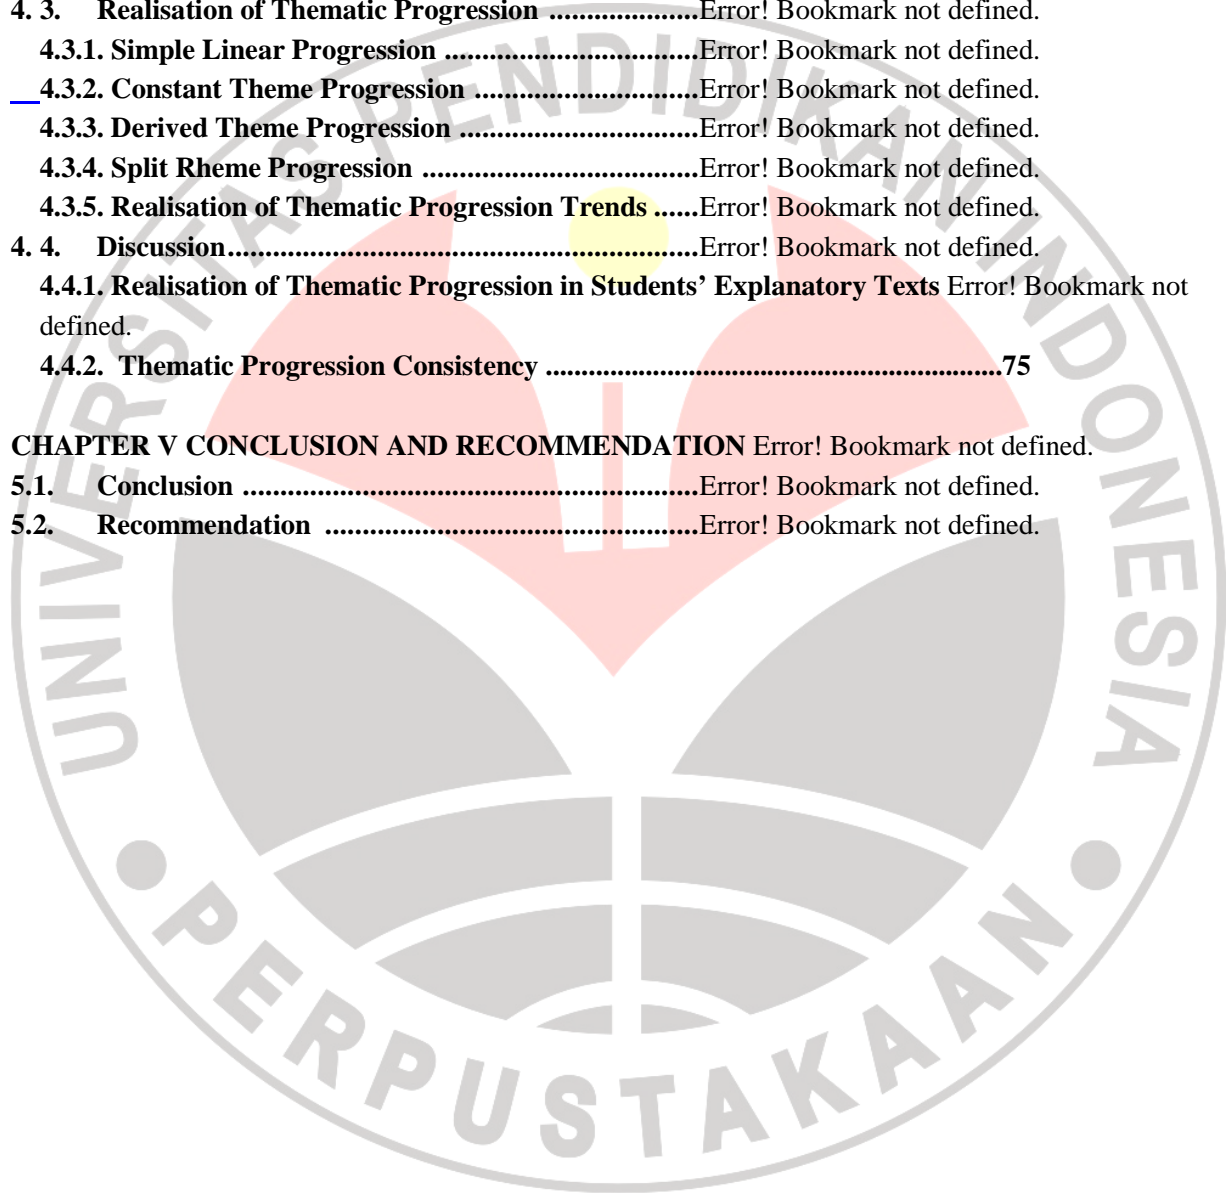 4. 3. Realisation of Thematic Progression .....................Error! Bookmark not defined.
4.3.1. Simple Linear Progression ...................................Error! Bookmark not defined.
4.3.2. Constant Theme Progression ...............................Error! Bookmark not defined.
4.3.3. Derived Theme Progression .................................Error! Bookmark not defined.
4.3.4. Split Rheme Progression ......................................Error! Bookmark not defined.
4.3.5. Realisation of Thematic Progression Trends ......Error! Bookmark not defined.
4. 4. Discussion.................................................................Error! Bookmark not defined.
4.4.1. Realisation of Thematic Progression in Students’ Explanatory Texts Error! Bookmark not
defined.
4.4.2. Thematic Progression Consistency ................................................................75
CHAPTER V CONCLUSION AND RECOMMENDATION Error! Bookmark not defined.
5.1. Conclusion ...............................................................Error! Bookmark not defined.
5.2. Recommendation ....................................................Error! Bookmark not defined.
UNIVERSITAS PENDIDIKAN INDONESIA
PERPUSTAKAAN